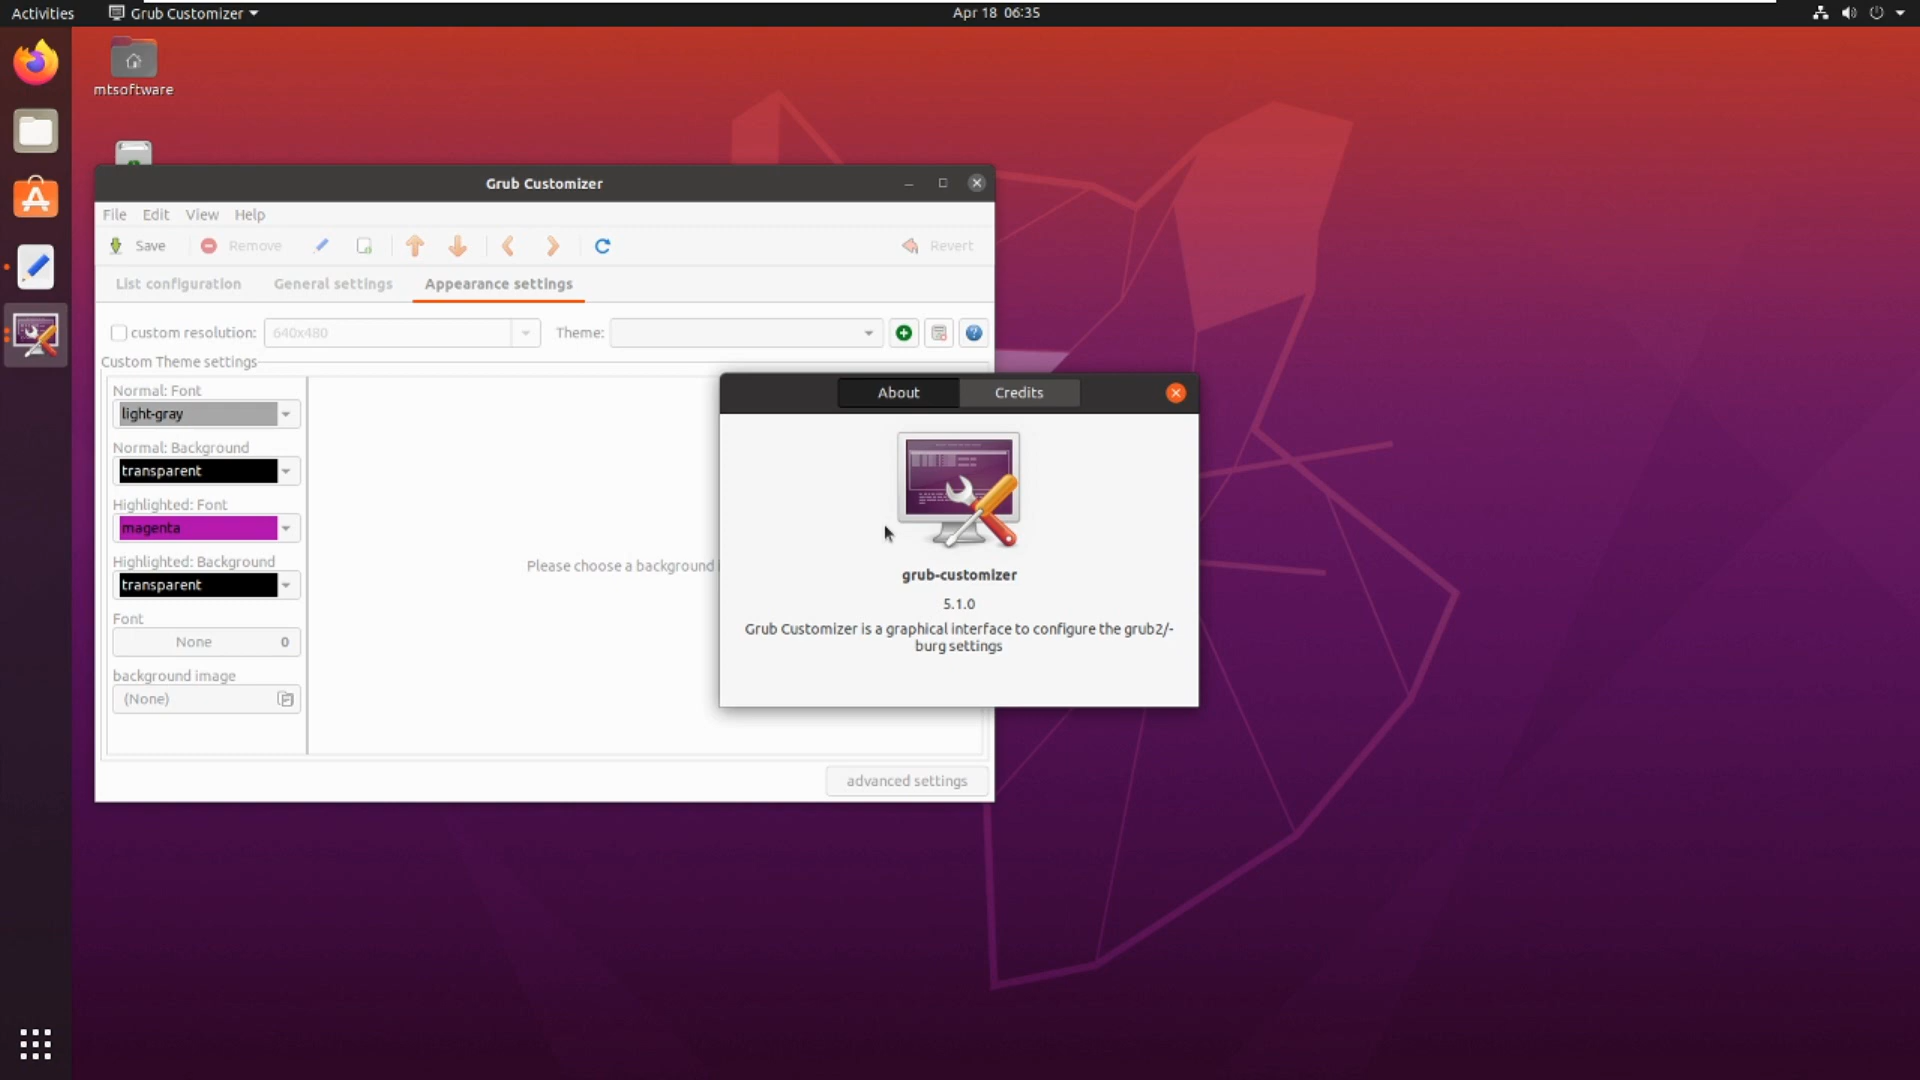 Activities
Grub Customizer
Apr 18 06:35
mtsoftware
Grub Customizer
File Edit View Help
Save Remove Revert
List configuration General settings Appearance settings
custom resolution: 640x480 Theme:
Custom Theme settings
Normal: Font
light-gray
Normal: Background
transparent
Highlighted: Font
magenta
Highlighted: Background
transparent
Font
None 0
background image
(None)
Please choose a background
advanced settings
About Credits
grub-customizer
5.1.0
Grub Customizer is a graphical interface to configure the grub2/-
burg settings